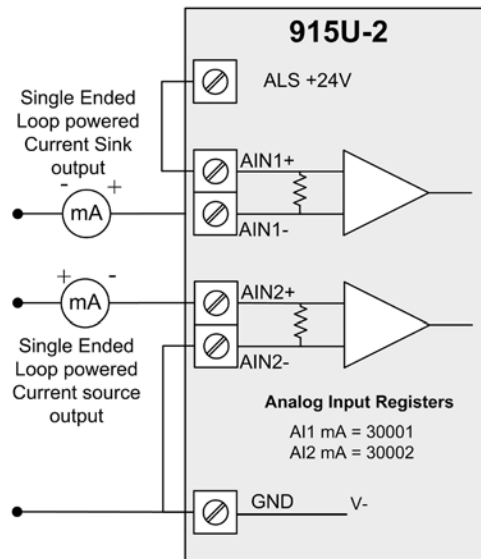 915U-2
ALS +24V
Single Ended
Loop powered
Current Sink
output
- +
mA
AIN1+
AIN1-
+ -
mA
AIN2+
AIN2-
Single Ended
Loop powered
Current source
output
Analog Input Registers
AI1 mA = 30001
AI2 mA = 30002
GND
V-